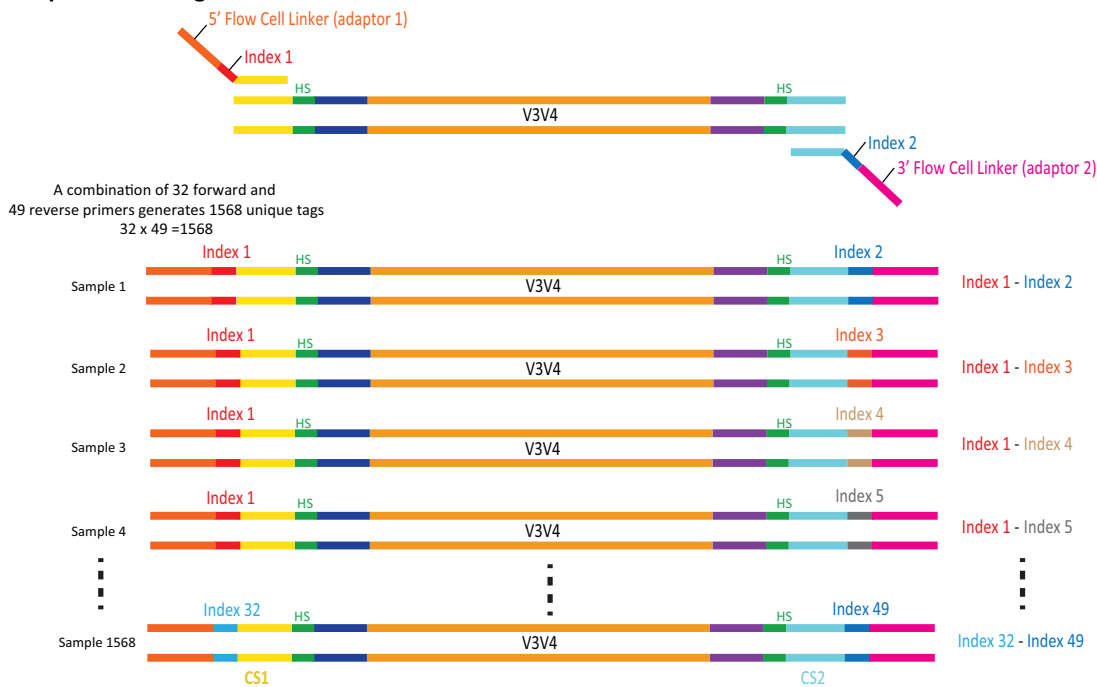 5' Flow Cell Linker (adaptor 1)
Index 1
HS HS
V3V4
Index 2
3' Flow Cell Linker (adaptor 2)
A combination of 32 forward and
49 reverse primers generates 1568 unique tags
32 x 49 =1568
Index 1 HS HS Index 2
Sample 1 V3V4 Index 1 - Index 2
Index 1 HS HS Index 3
Sample 2 V3V4 Index 1 - Index 3
Index 1 HS HS Index 4
Sample 3 V3V4 Index 1 - Index 4
Index 1 HS HS Index 5
Sample 4 V3V4 Index 1 - Index 5
Index 32 HS HS Index 49
Sample 1568 V3V4 Index 32 - Index 49
CS1 CS2